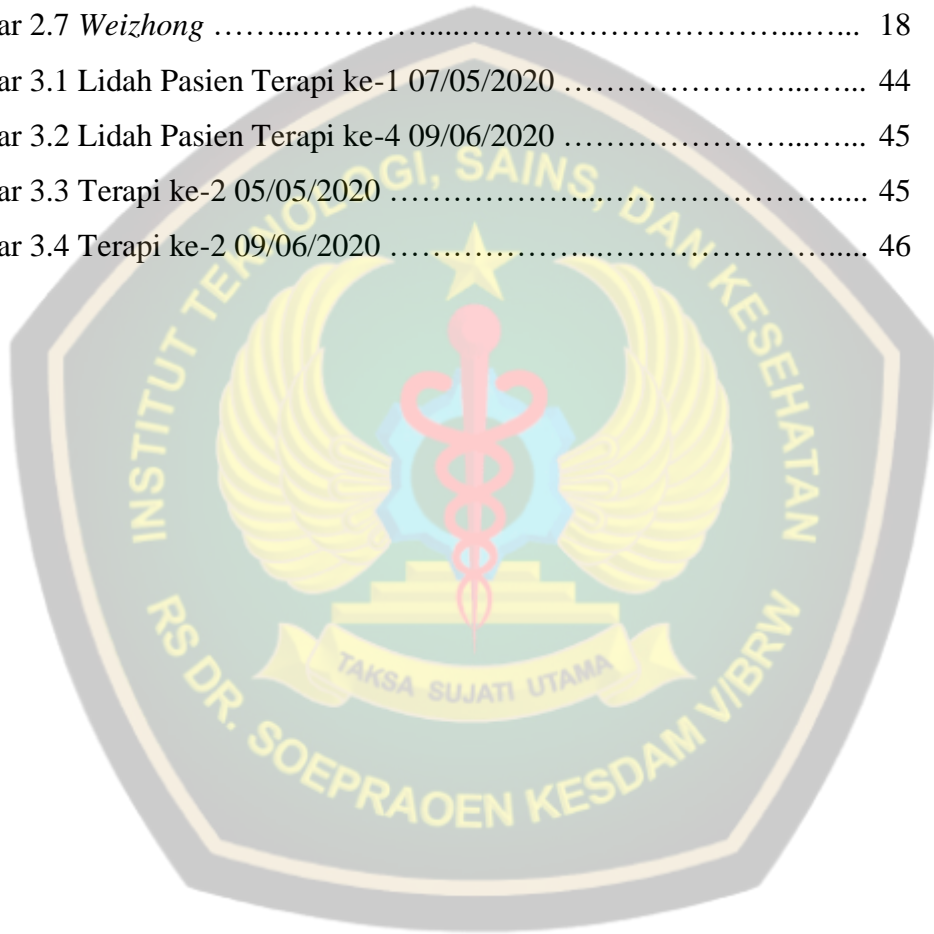 ar 2.7 Weizhong ……...………….....…………………………...…... 18
ar 3.1 Lidah Pasien Terapi ke-1 07/05/2020 …………………...…... 44
ar 3.2 Lidah Pasien Terapi ke-4 09/06/2020 …………………...…... 45
ar 3.3 Terapi ke-2 05/05/2020 …………………...…………………..... 45
ar 3.4 Terapi ke-2 09/06/2020 …………………...…………………..... 46
INSTITUT TEKNOLOGI, SAINS, DAN KESEHATAN
TAKSA SUJATI UTAMA
RS DR. SOEPRAOEN KESDAM V/BRW